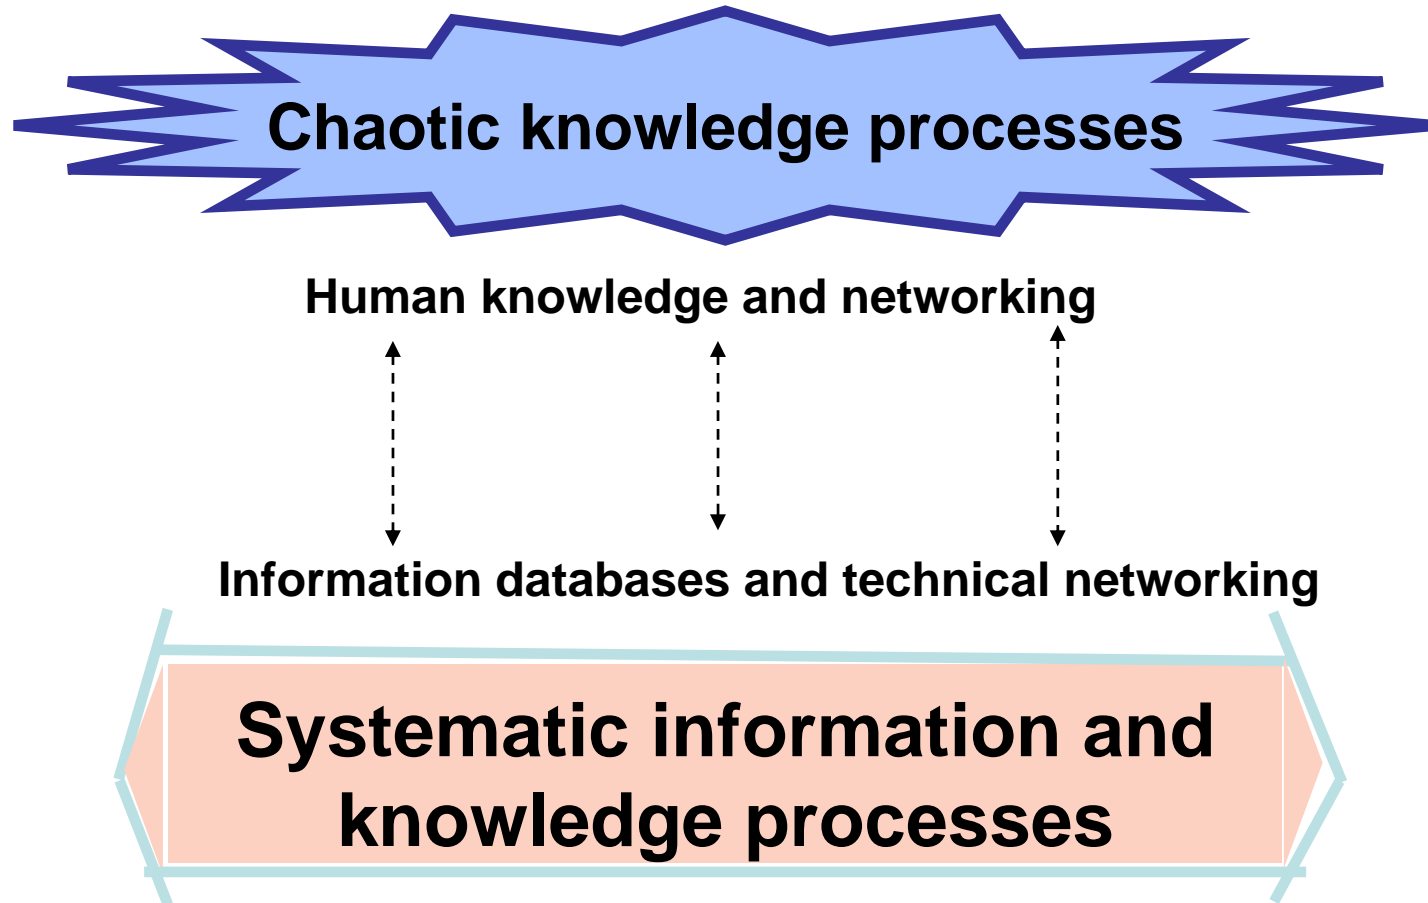 Chaotic knowledge processes
Human knowledge and networking
Information databases and technical networking
Systematic information and
knowledge processes